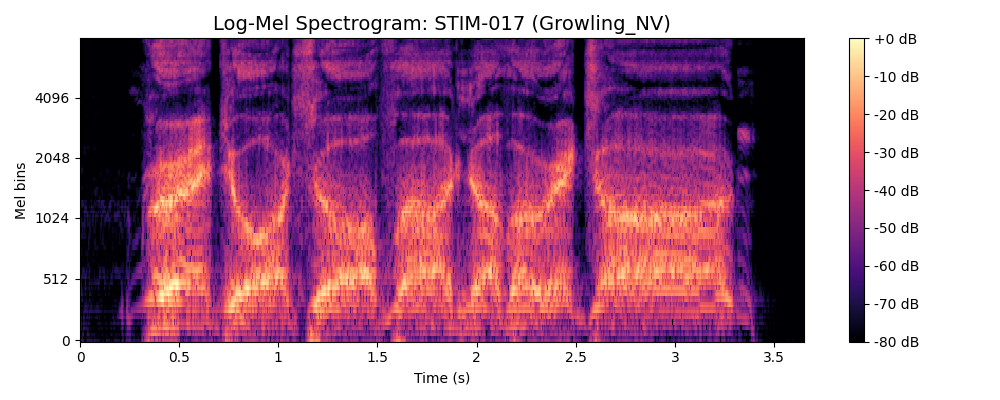 Log-Mel Spectrogram: STIM-017 (Growling_NV)
Mel bins
4096
2048
1024
512
0
0
0.5
1
1.5
2
2.5
3
3.5
Time (s)
+0 dB
-10 dB
-20 dB
-30 dB
-40 dB
-50 dB
-60 dB
-70 dB
-80 dB